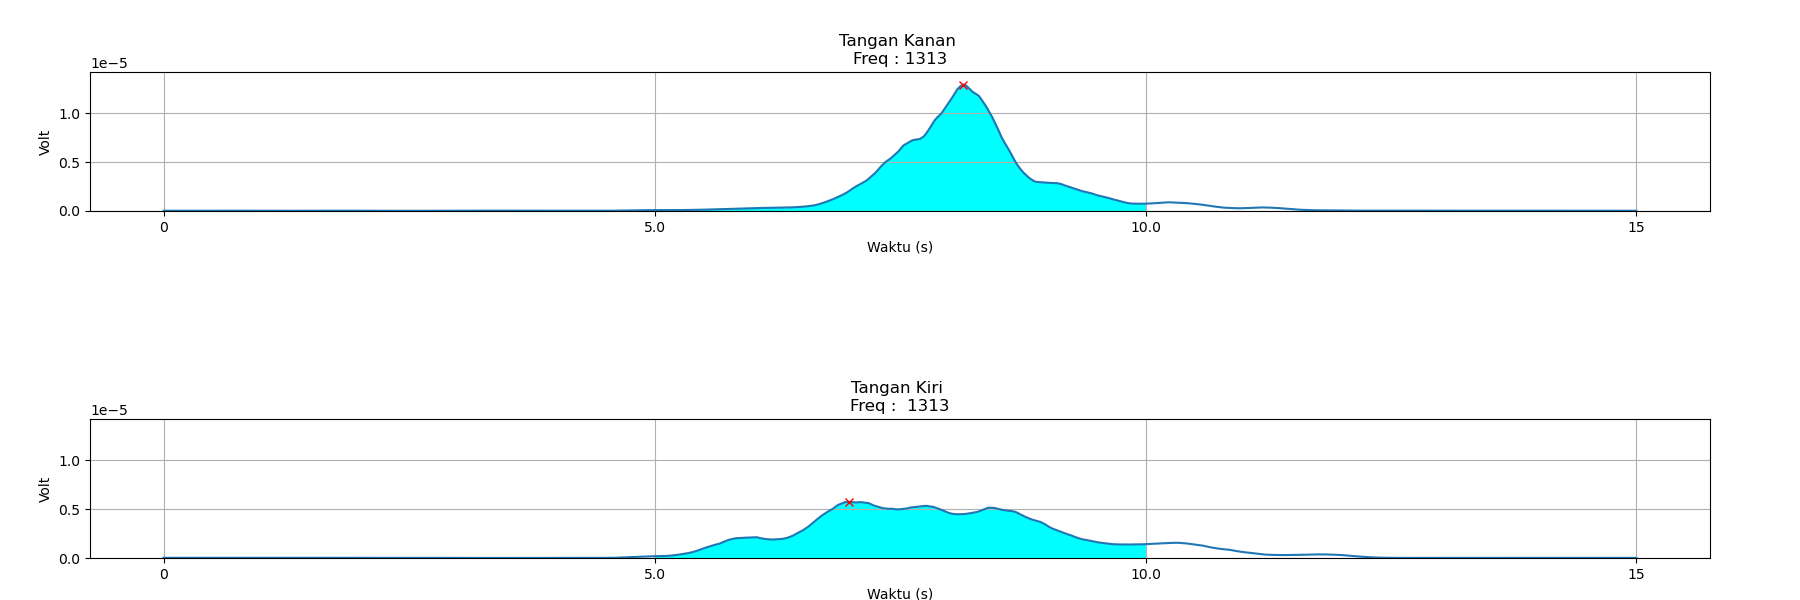 Tangan Kanan
Freq : 1313
1e−5
1.0
0.5
0.0
Volt
0 5.0 10.0 15
Waktu (s)
Tangan Kiri
Freq :  1313
1e−5
1.0
0.5
0.0
Volt
0 5.0 10.0 15
Waktu (s)